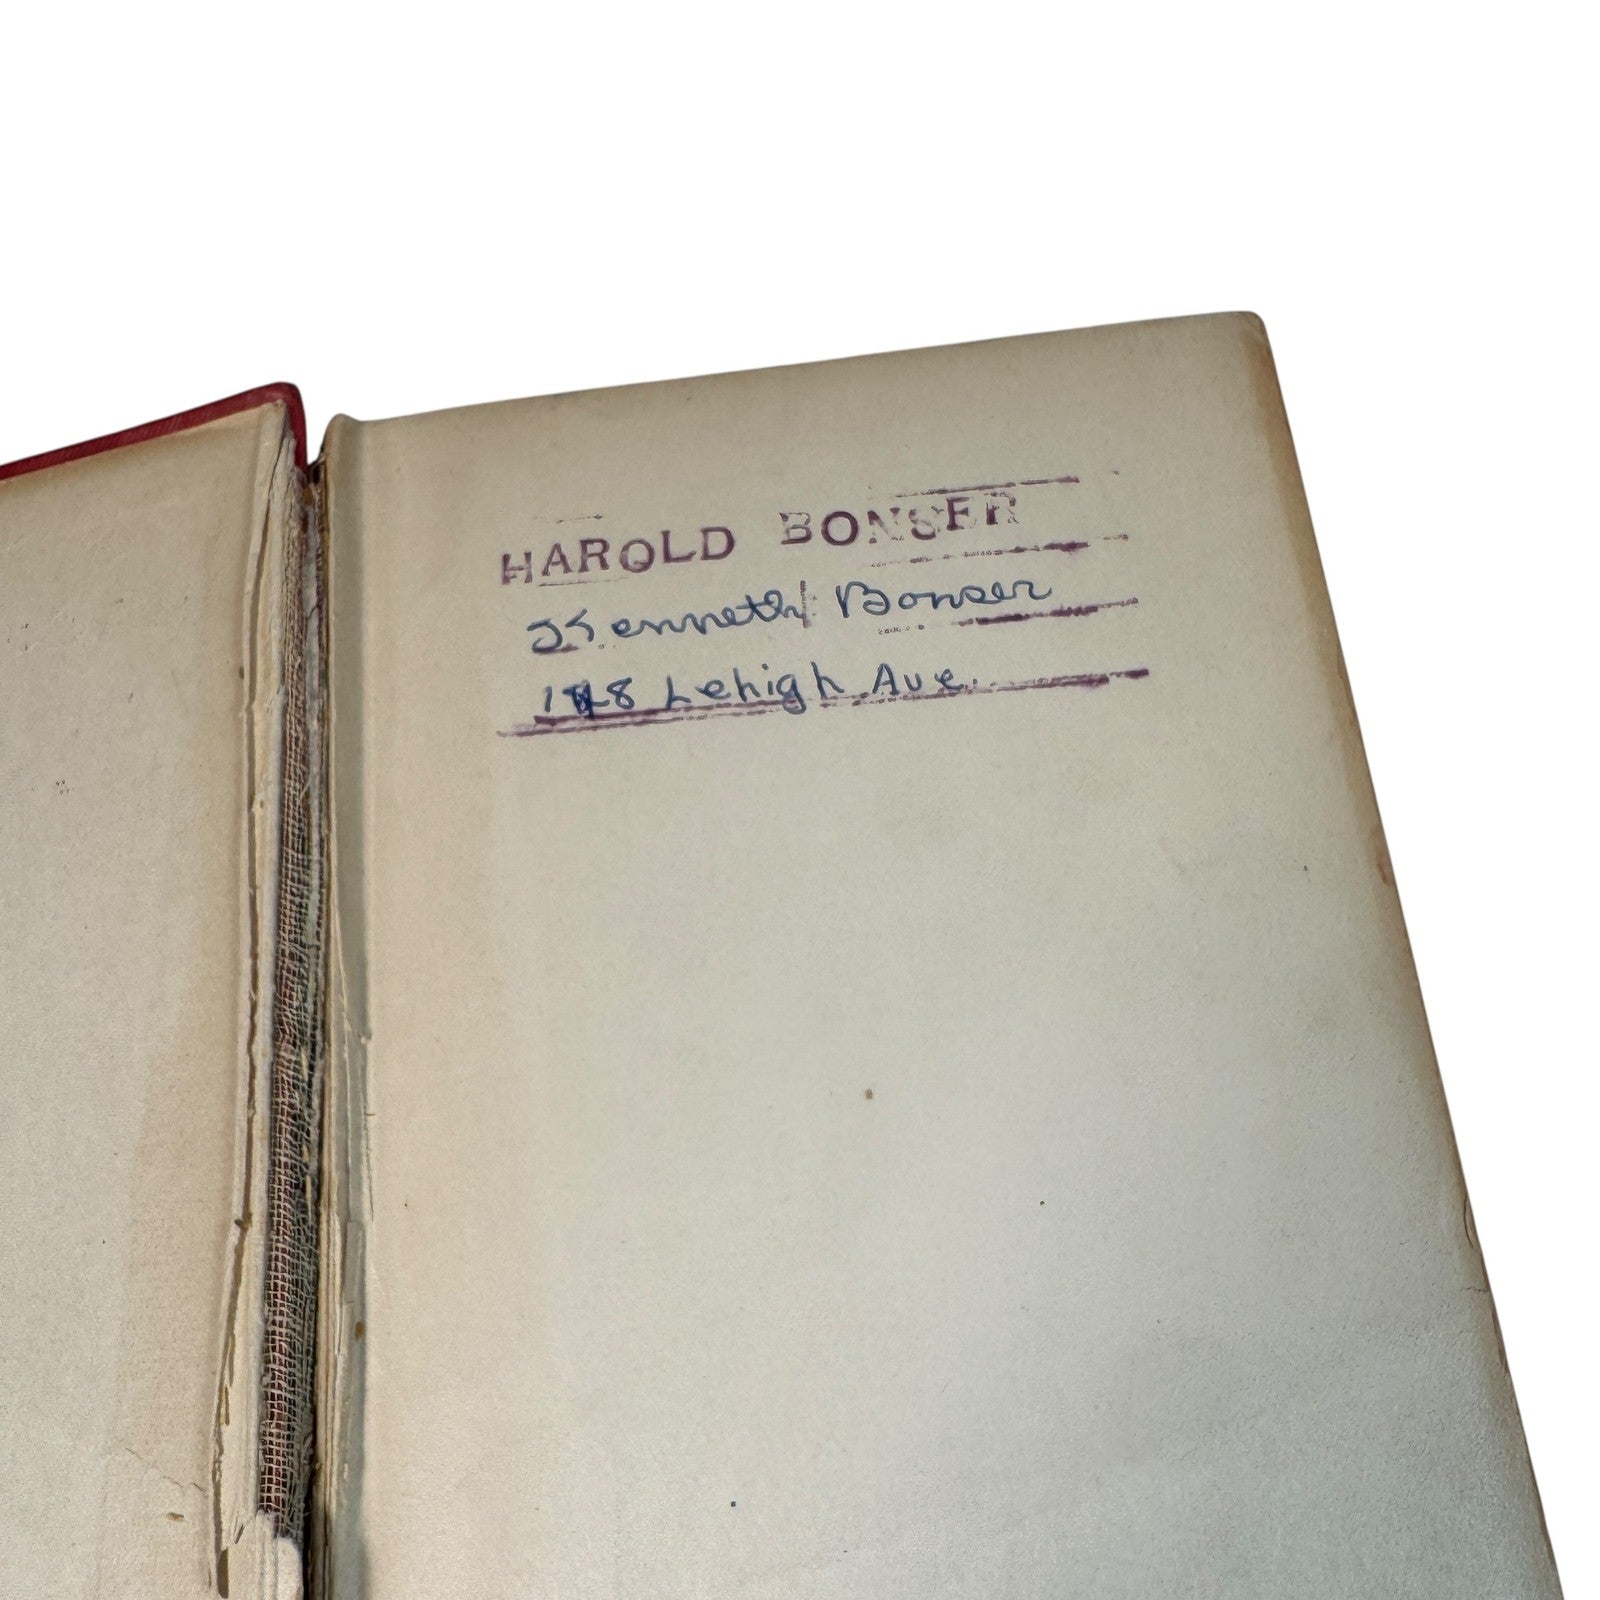 HAROLD BONSER
Kenneth Bonser
Lehigh Ave.